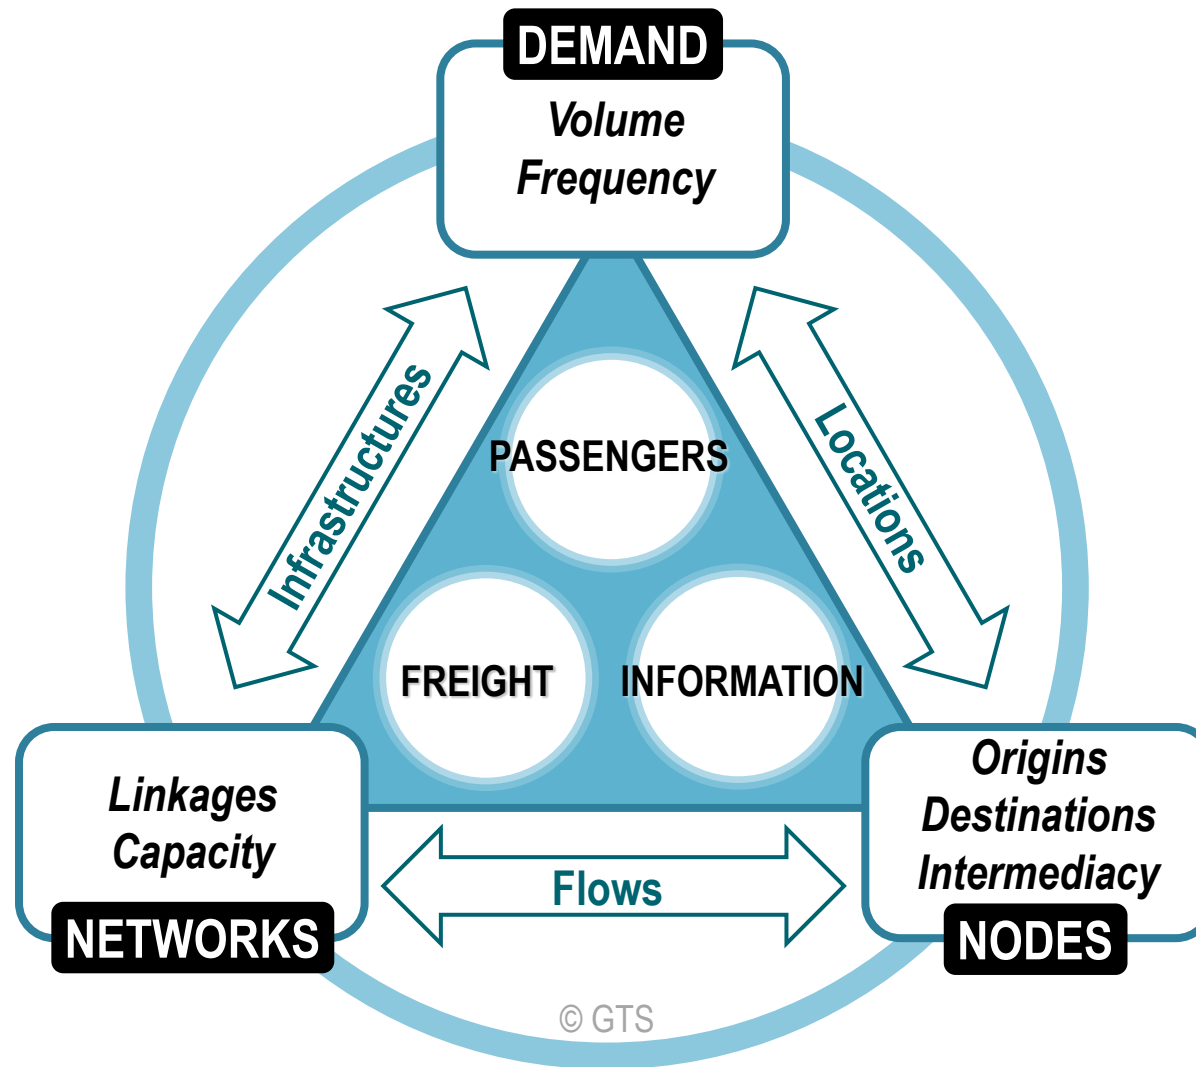 DEMAND
Volume
Frequency
Infrastructures
Locations
PASSENGERS
FREIGHT
INFORMATION
Linkages
Capacity
NETWORKS
Flows
Origins
Destinations
Intermediacy
NODES
© GTS